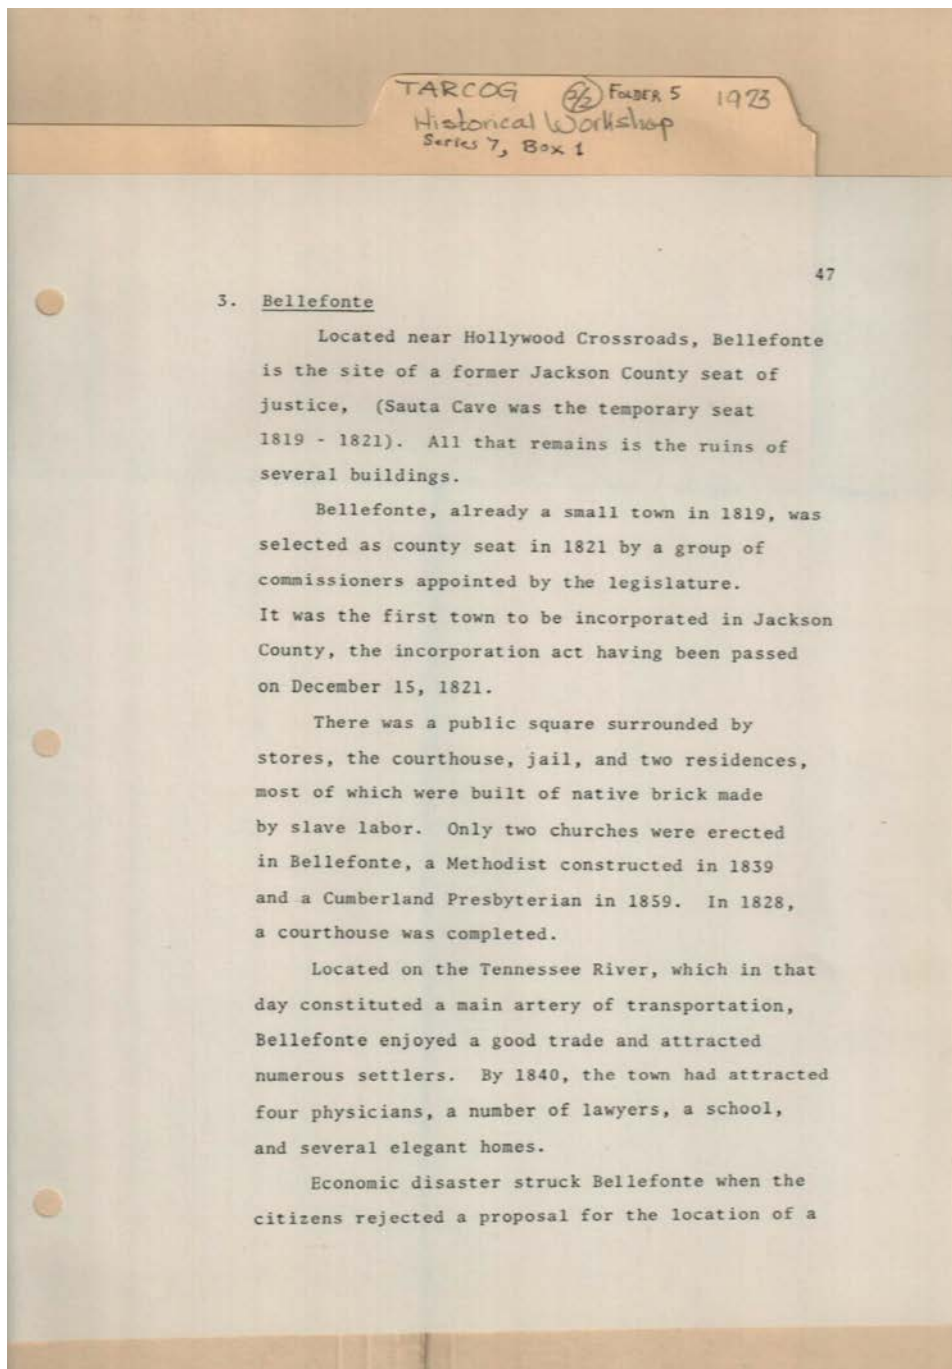 TARCOG 2/2 FOLDER 5 1973
Historical Workshop
Series 7, Box 1
47
3. Bellefonte
Located near Hollywood Crossroads, Bellefonte
is the site of a former Jackson County seat of
justice, (Sauta Cave was the temporary seat
1819 - 1821). All that remains is the ruins of
several buildings.
Bellefonte, already a small town in 1819, was
selected as county seat in 1821 by a group of
commissioners appointed by the legislature.
It was the first town to be incorporated in Jackson
County, the incorporation act having been passed
on December 15, 1821.
There was a public square surrounded by
stores, the courthouse, jail, and two residences,
most of which were built of native brick made
by slave labor. Only two churches were erected
in Bellefonte, a Methodist constructed in 1839
and a Cumberland Presbyterian in 1859. In 1828,
a courthouse was completed.
Located on the Tennessee River, which in that
day constituted a main artery of transportation,
Bellefonte enjoyed a good trade and attracted
numerous settlers. By 1840, the town had attracted
four physicians, a number of lawyers, a school,
and several elegant homes.
Economic disaster struck Bellefonte when the
citizens rejected a proposal for the location of a